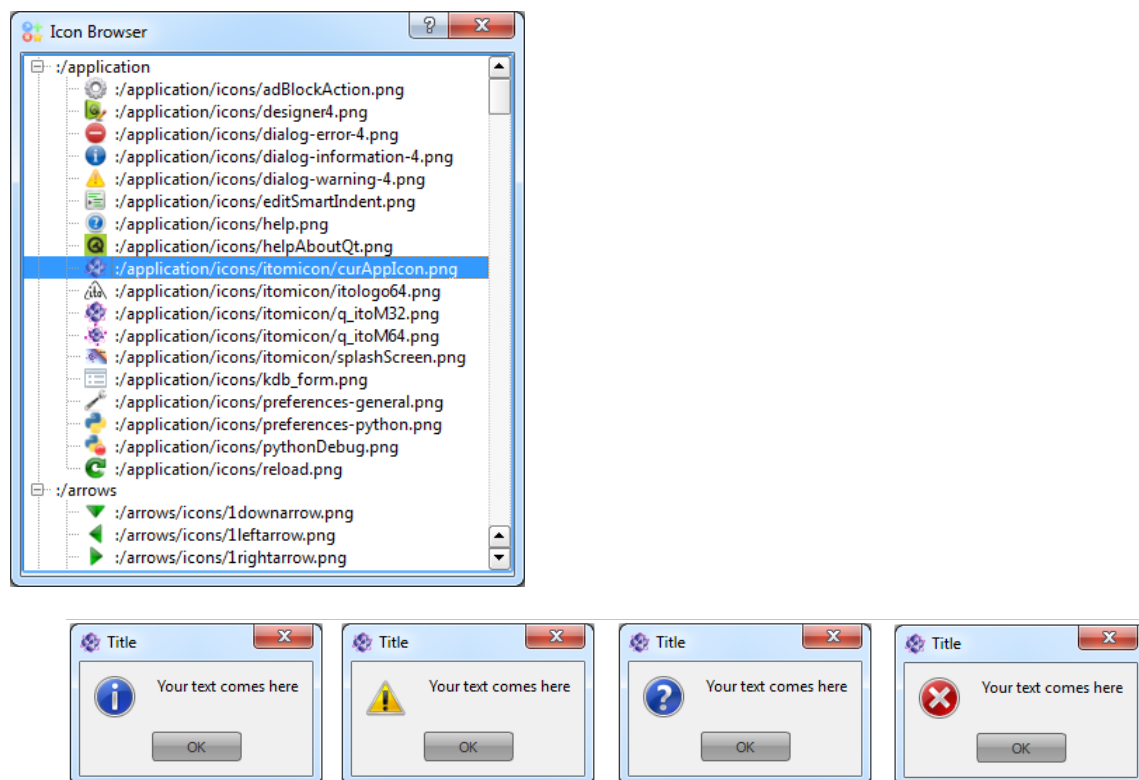 Icon Browser
:/application
:/application/icons/adBlockAction.png
:/application/icons/designer4.png
:/application/icons/dialog-error-4.png
:/application/icons/dialog-information-4.png
:/application/icons/dialog-warning-4.png
:/application/icons/editSmartIndent.png
:/application/icons/help.png
:/application/icons/helpAboutQt.png
:/application/icons/itomicon/curAppIcon.png
:/application/icons/itomicon/itologo64.png
:/application/icons/itomicon/q_itoM32.png
:/application/icons/itomicon/q_itoM64.png
:/application/icons/itomicon/splashScreen.png
:/application/icons/kdb_form.png
:/application/icons/preferences-general.png
:/application/icons/preferences-python.png
:/application/icons/pythonDebug.png
:/application/icons/reload.png
:/arrows
:/arrows/icons/1downarrow.png
:/arrows/icons/1leftarrow.png
:/arrows/icons/1rightarrow.png
Title
Your text comes here
OK
Title
Your text comes here
OK
Title
Your text comes here
OK
Title
Your text comes here
OK